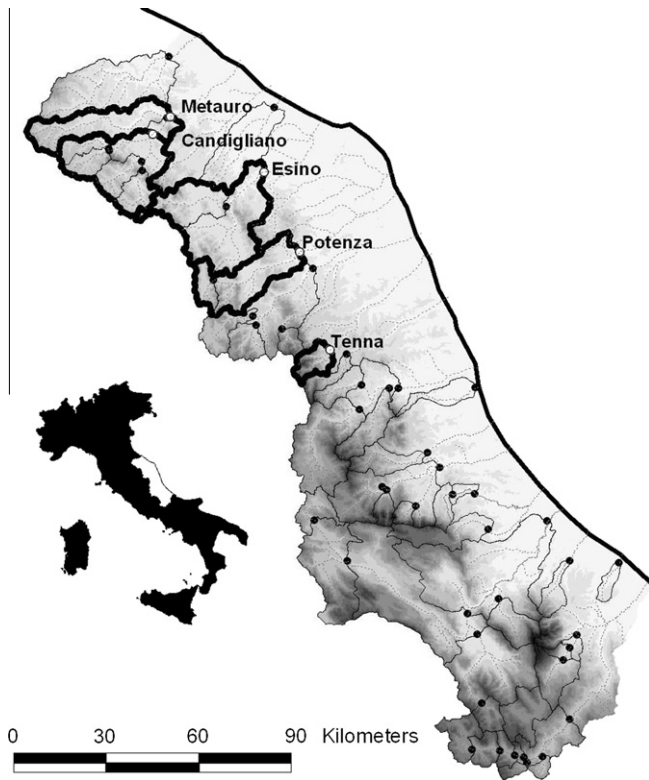 Metauro
Candigliano
Esino
Potenza
Tenna
0 30 60 90 Kilometers